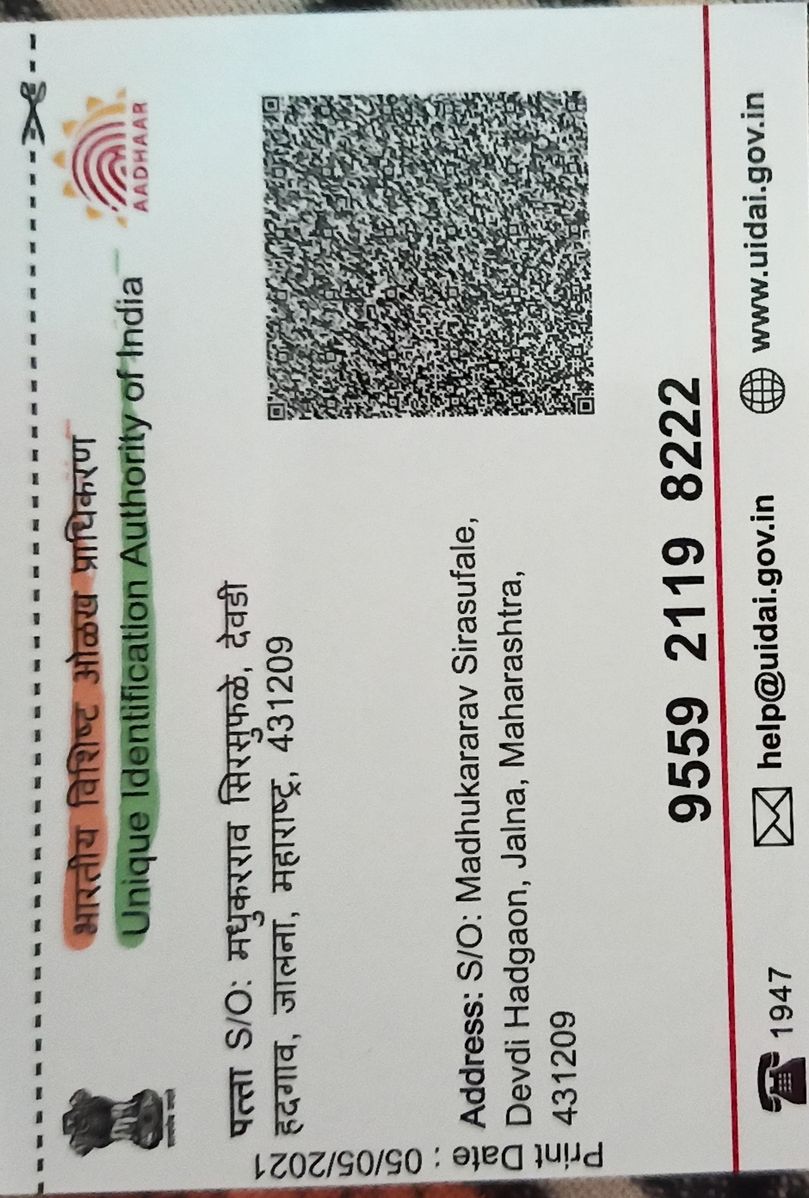 भारतीय विशिष्ट ओळख प्राधिकरण
Unique Identification Authority of India
AADHAAR
पत्ता S/O: मधुकरराव सिरसुफळे, देवडी
हदगाव, जालना, महाराष्ट्र, 431209
Address: S/O: Madhukararav Sirasufale,
Devdi Hadgaon, Jalna, Maharashtra,
431209
Print Date : 05/05/2021
9559 2119 8222
1947
help@uidai.gov.in
www.uidai.gov.in